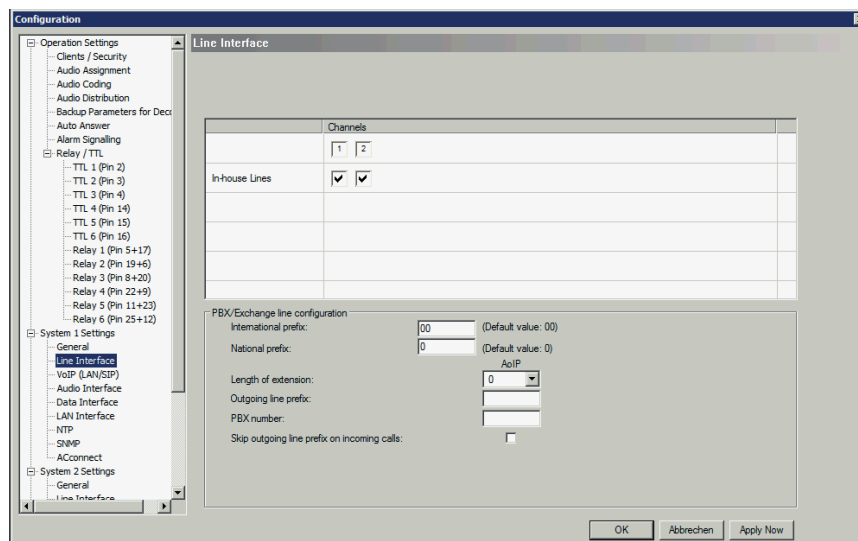 Configuration
Operation Settings
Clients / Security
Audio Assignment
Audio Coding
Audio Distribution
Backup Parameters for Deco
Auto Answer
Alarm Signalling
Relay / TTL
TTL 1 (Pin 2)
TTL 2 (Pin 3)
TTL 3 (Pin 4)
TTL 4 (Pin 14)
TTL 5 (Pin 15)
TTL 6 (Pin 16)
Relay 1 (Pin 5+17)
Relay 2 (Pin 19+6)
Relay 3 (Pin 8+20)
Relay 4 (Pin 22+9)
Relay 5 (Pin 11+23)
Relay 6 (Pin 25+12)
System 1 Settings
General
Line Interface
VoIP (LAN/SIP)
Audio Interface
Data Interface
LAN Interface
NTP
SNMP
ACconnect
System 2 Settings
General
Line Interface
Line Interface
Channels
1 2
In-house Lines
PBX/Exchange line configuration
International prefix: 00 (Default value: 00)
National prefix: 0 (Default value: 0)
AoIP
Length of extension: 0
Outgoing line prefix:
PBX number:
Skip outgoing line prefix on incoming calls:
OK Abbrechen Apply Now